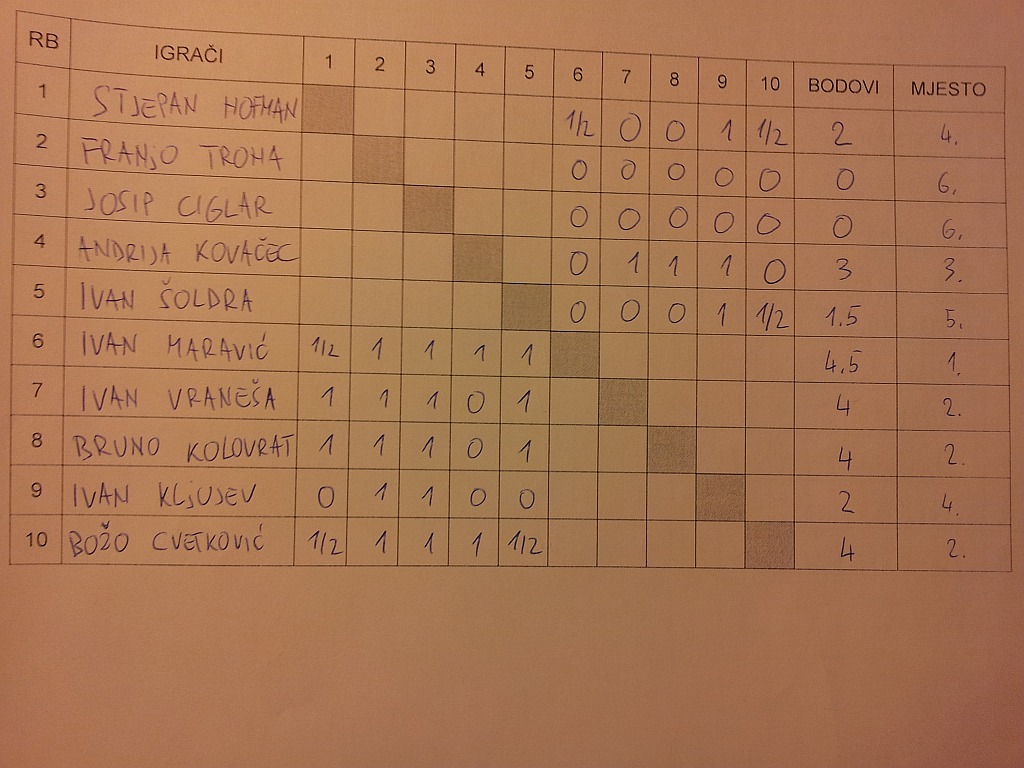 RB IGRAČI 1 2 3 4 5 6 7 8 9 10 BODOVI MJESTO
1 STJEPAN HOFMAN 1/2 0 0 1 1/2 2 4.
2 FRANJO TROHA 0 0 0 0 0 0 6.
3 JOSIP CIGLAR 0 0 0 0 0 0 6.
4 ANDRIJA KOVAČEC 0 1 1 1 0 3 3.
5 IVAN ŠOLDRA 0 0 0 1 1/2 1.5 5.
6 IVAN MARAVIĆ 1/2 1 1 1 1 4.5 1.
7 IVAN VRANEŠA 1 1 1 0 1 4 2.
8 BRUNO KOLOVRAT 1 1 1 0 1 4 2.
9 IVAN KLJUJEV 0 1 1 0 0 2 4.
10 BOŽO CVETKOVIĆ 1/2 1 1 1 1/2 4 2.